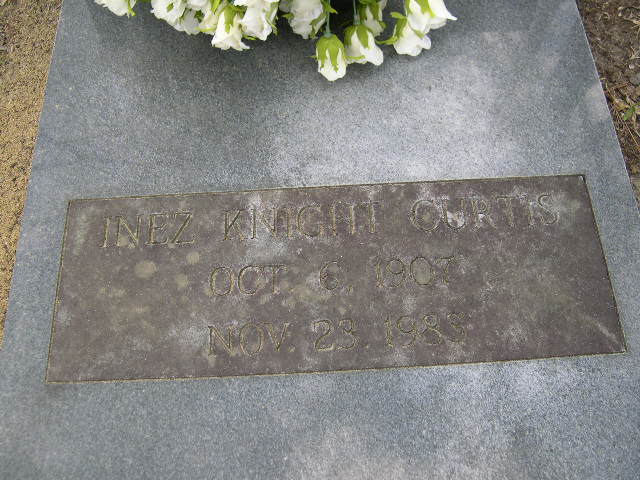 INEZ KNIGHT CURTIS
OCT. 6, 1907
NOV. 23, 1983